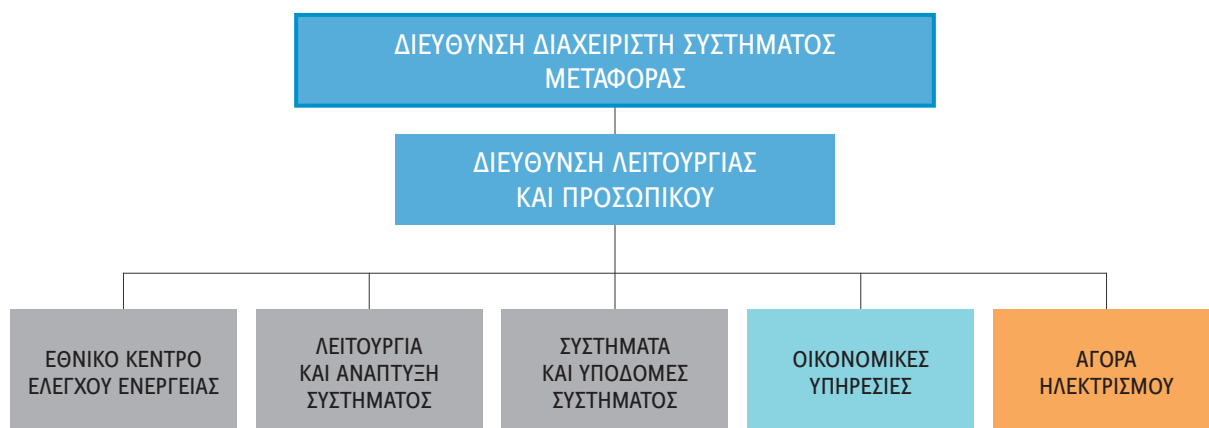 ΔΙΕΥΘΥΝΣΗ ΔΙΑΧΕΙΡΙΣΤΗ ΣΥΣΤΗΜΑΤΟΣ
ΜΕΤΑΦΟΡΑΣ
ΔΙΕΥΘΥΝΣΗ ΛΕΙΤΟΥΡΓΙΑΣ
ΚΑΙ ΠΡΟΣΩΠΙΚΟΥ
ΕΘΝΙΚΟ ΚΕΝΤΡΟ
ΕΛΕΓΧΟΥ ΕΝΕΡΓΕΙΑΣ
ΛΕΙΤΟΥΡΓΙΑ
ΚΑΙ ΑΝΑΠΤΥΞΗ
ΣΥΣΤΗΜΑΤΟΣ
ΣΥΣΤΗΜΑΤΑ
ΚΑΙ ΥΠΟΔΟΜΕΣ
ΣΥΣΤΗΜΑΤΟΣ
ΟΙΚΟΝΟΜΙΚΕΣ
ΥΠΗΡΕΣΙΕΣ
ΑΓΟΡΑ
ΗΛΕΚΤΡΙΣΜΟΥ